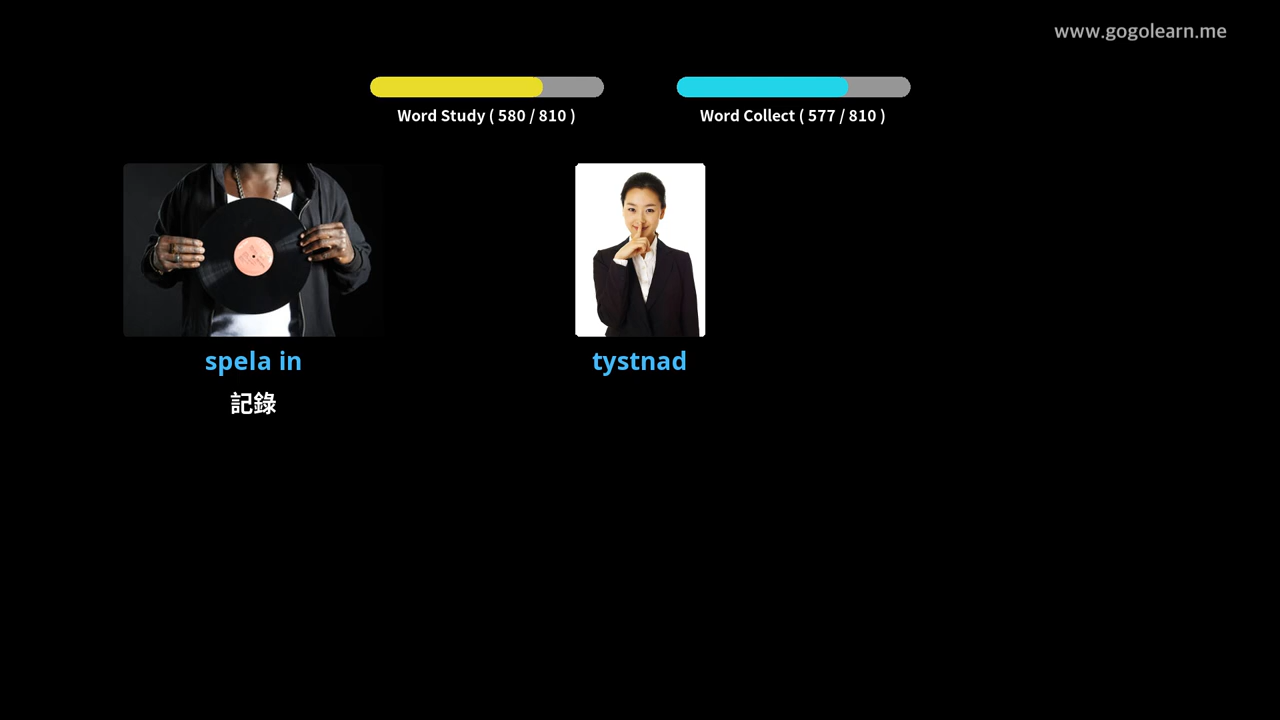 www.gogolearn.me
Word Study ( 580 / 810 )
Word Collect ( 577 / 810 )
spela in
記錄
tystnad